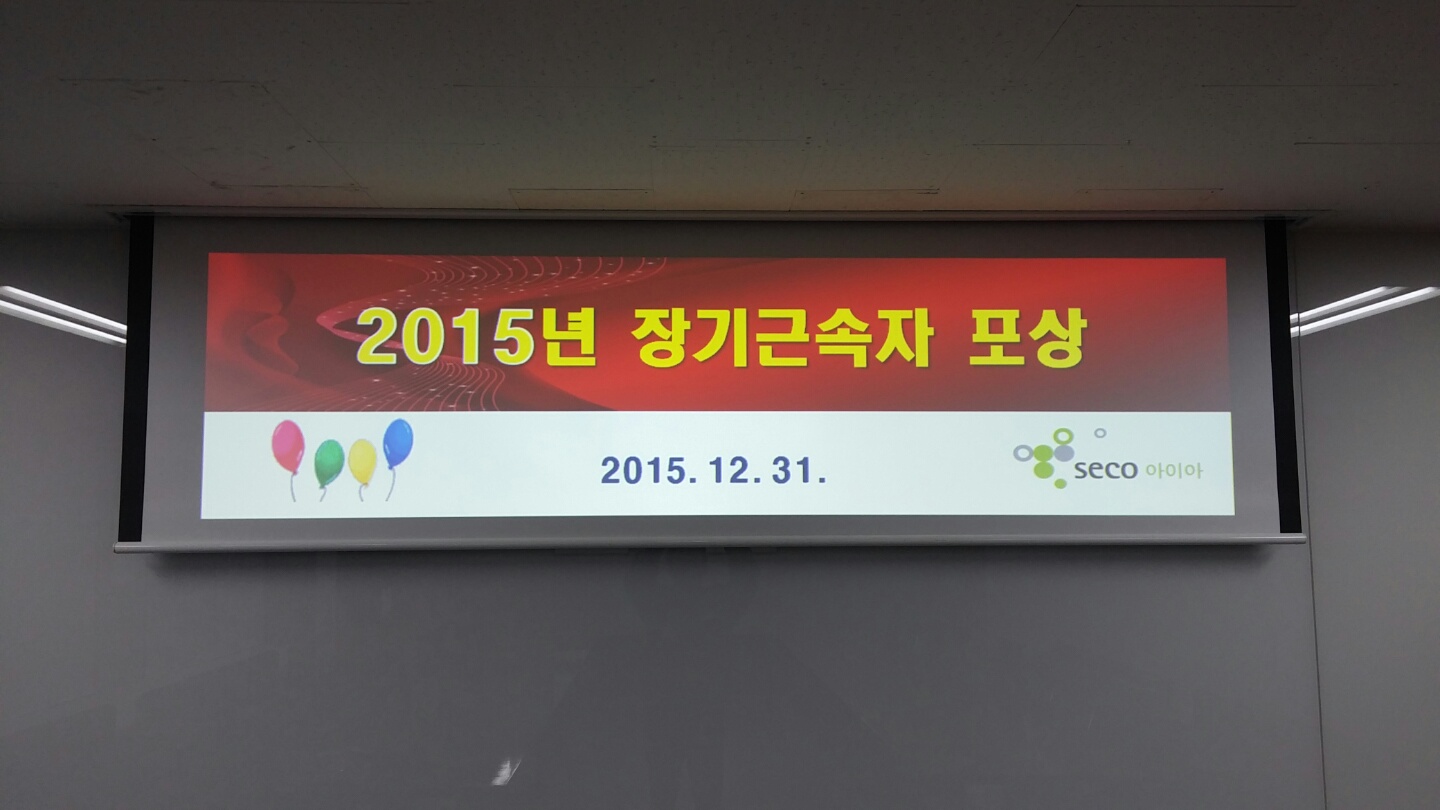 2015년 장기근속자 포상
2015. 12. 31.
seco 아이아